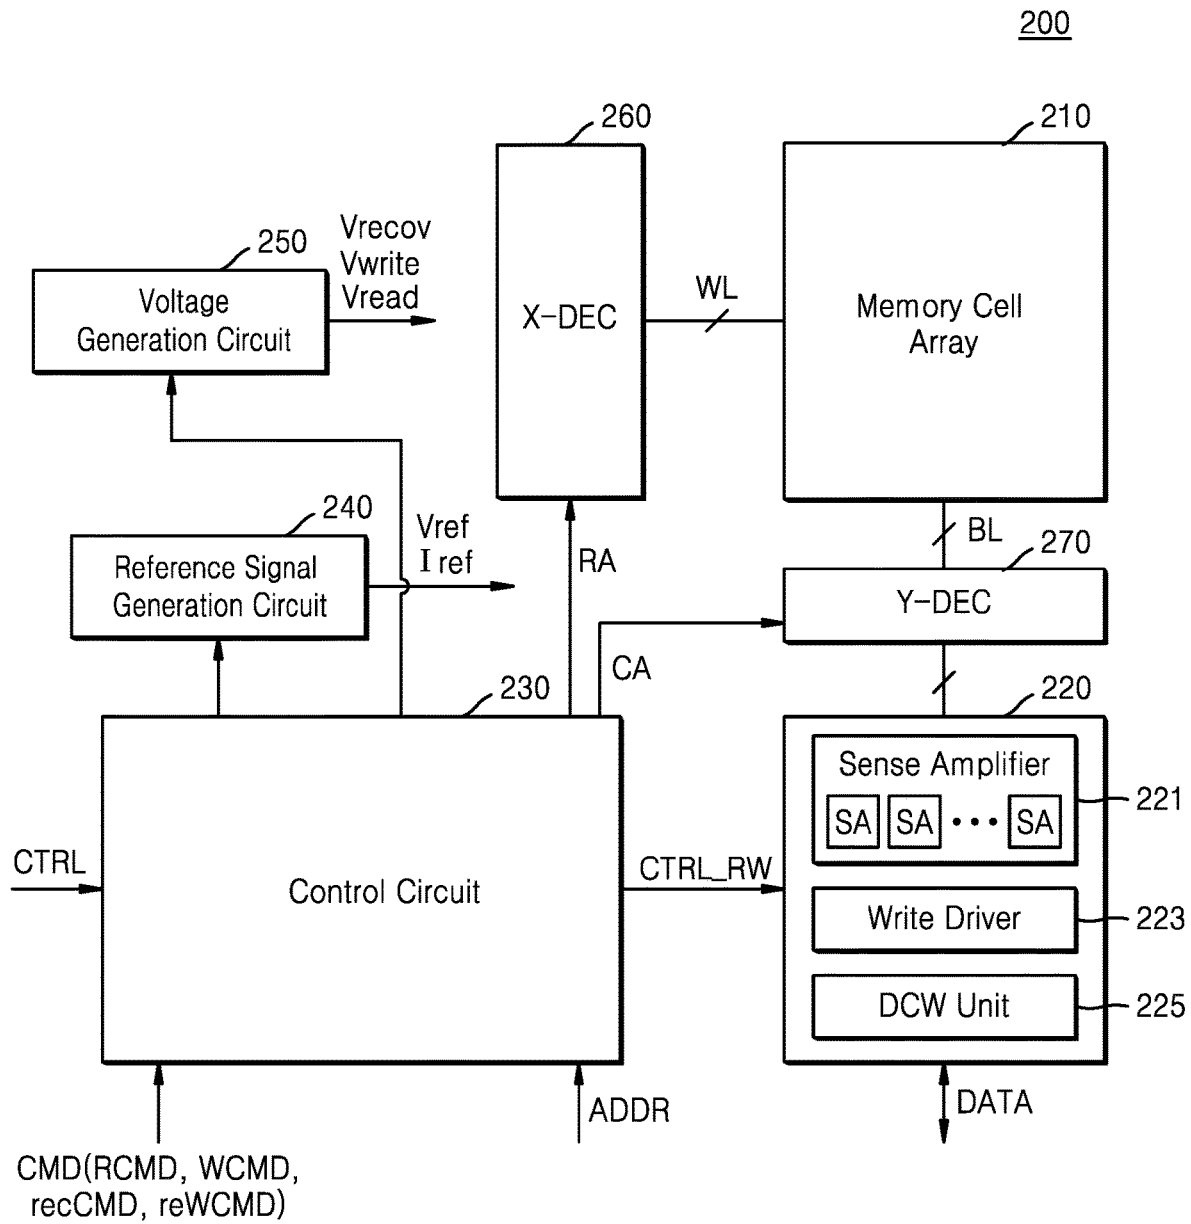 200
260
210
250
Vrecov
Vwrite
Vread
Voltage
Generation Circuit
X-DEC
WL
Memory Cell
Array
240
Vref
I ref
Reference Signal
Generation Circuit
RA
BL
270
Y-DEC
CA
230
220
Sense Amplifier
SA SA ••• SA
221
CTRL
Control Circuit
CTRL_RW
Write Driver
223
DCW Unit
225
ADDR
DATA
CMD(RCMD, WCMD,
recCMD, reWCMD)